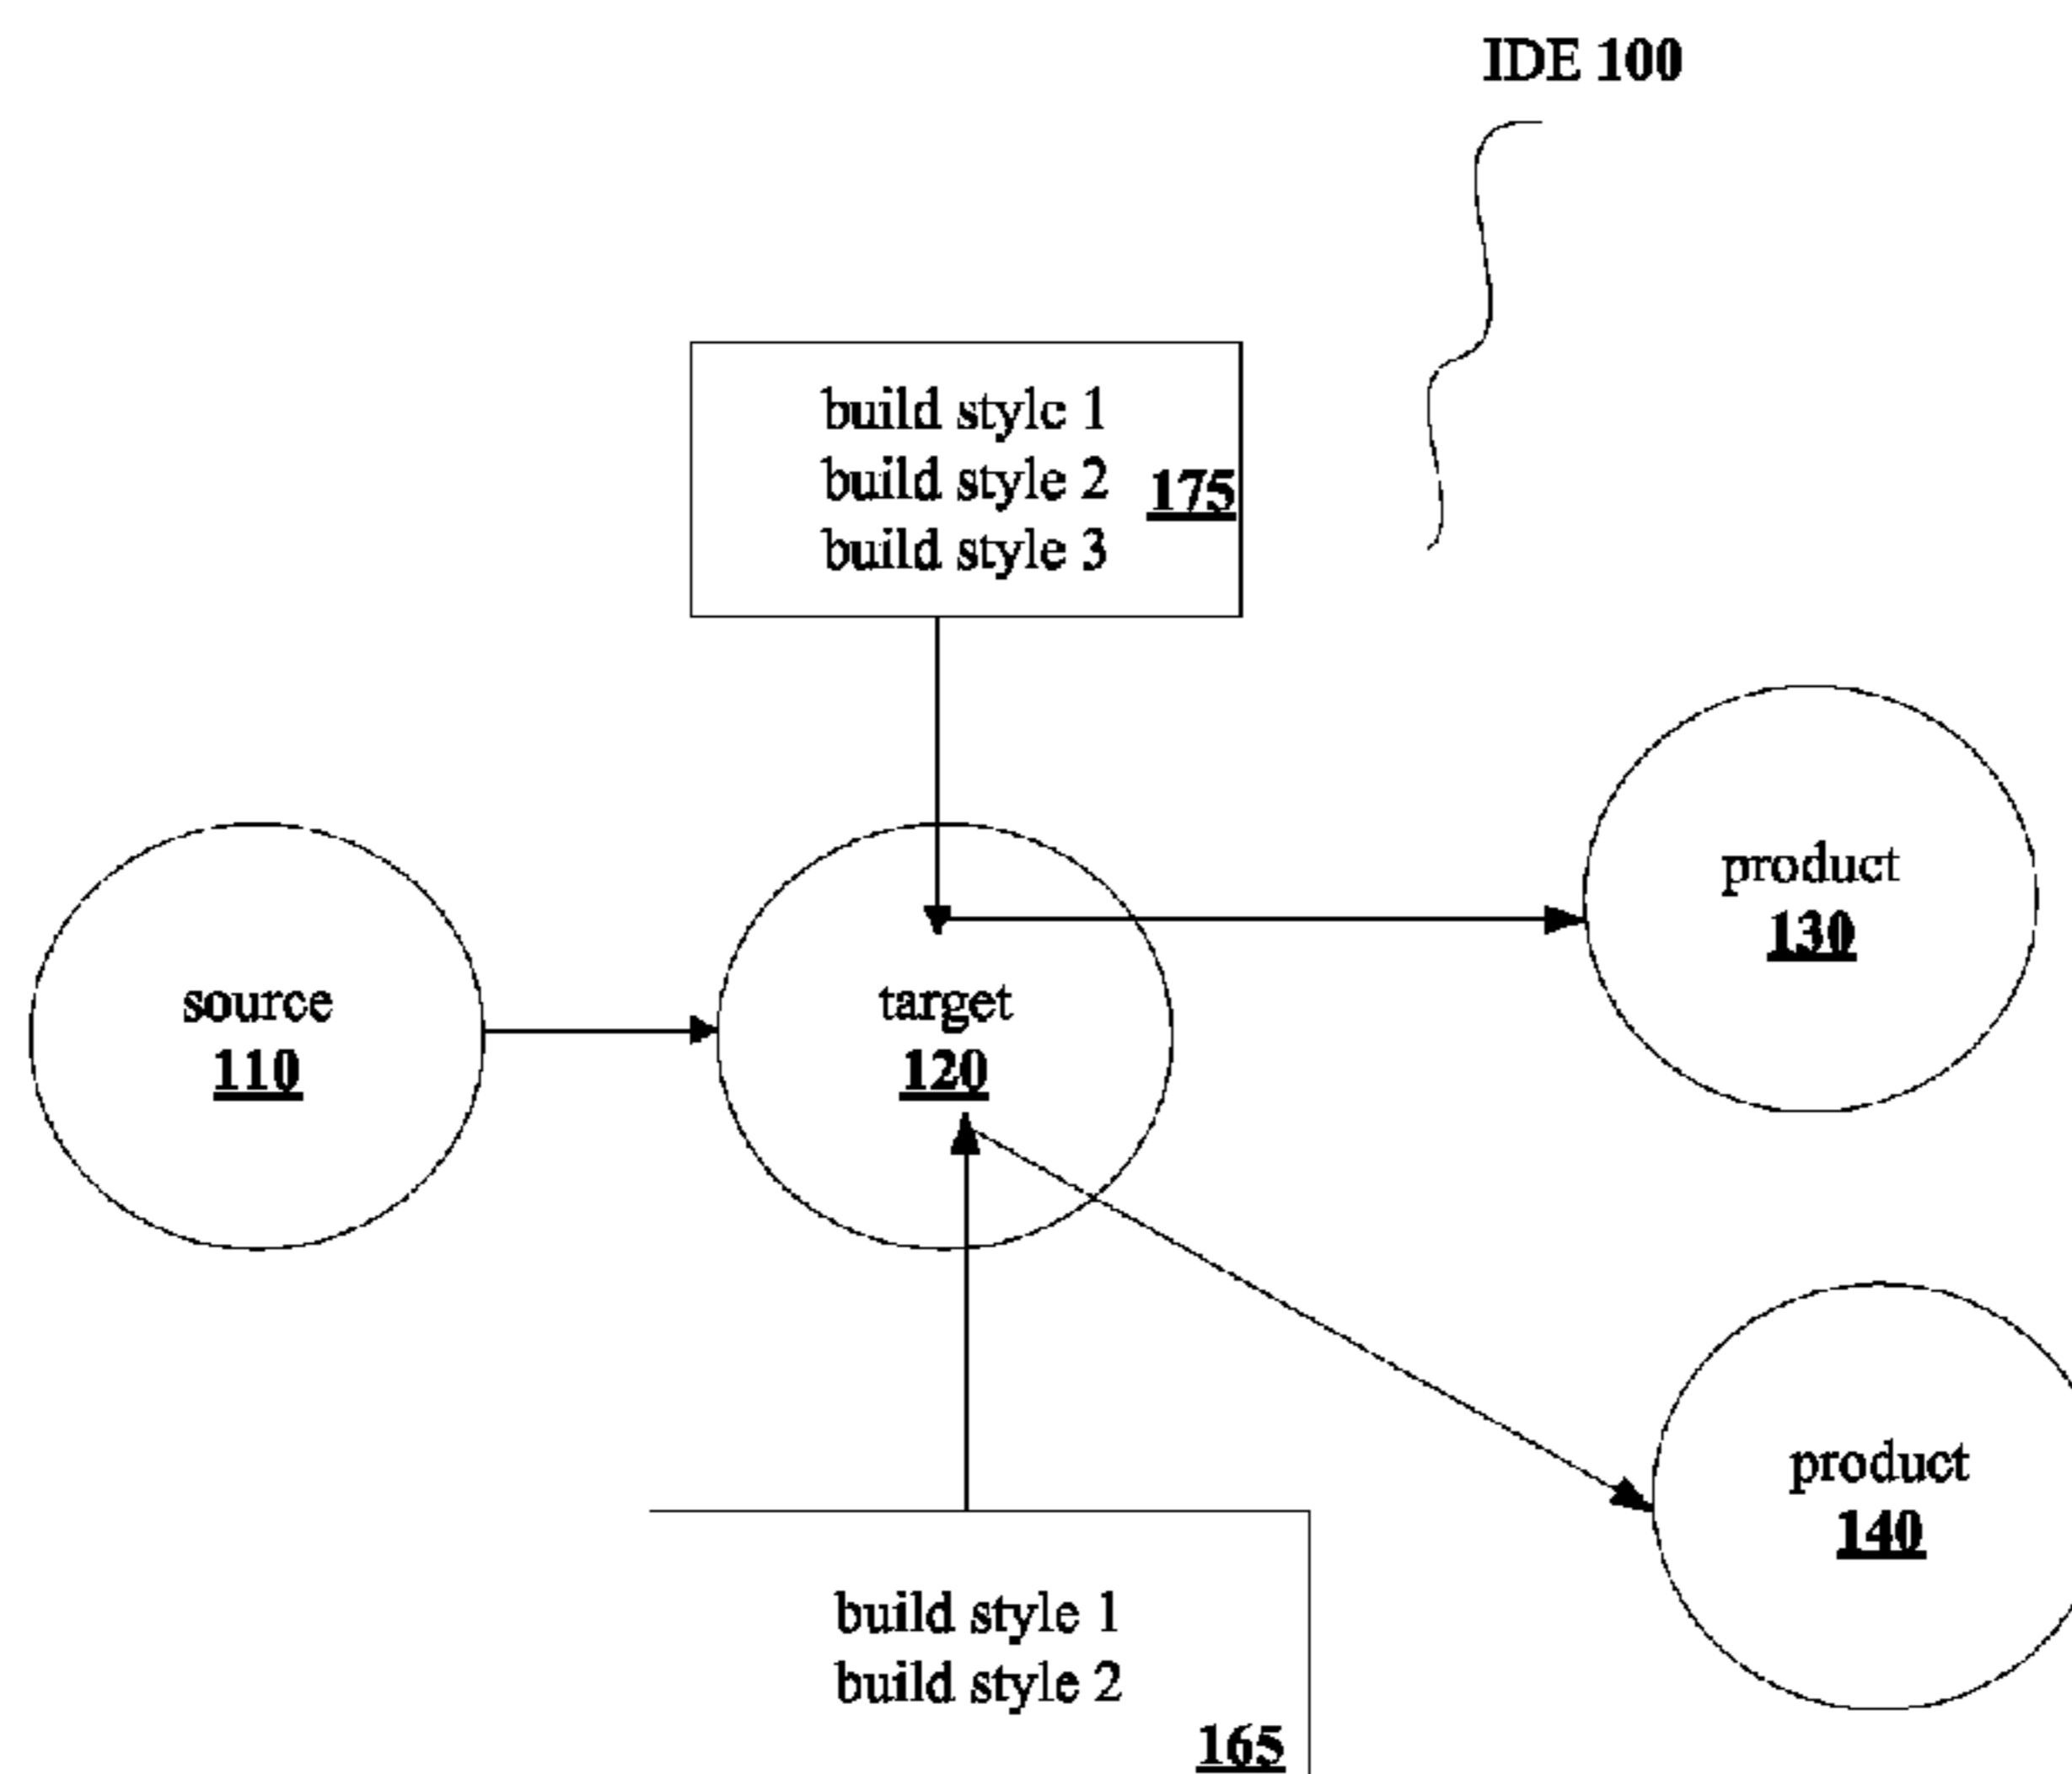 IDE 100
build style 1
build style 2
175
build style 3
product
130
source
110
target
120
product
140
build style 1
build style 2
165